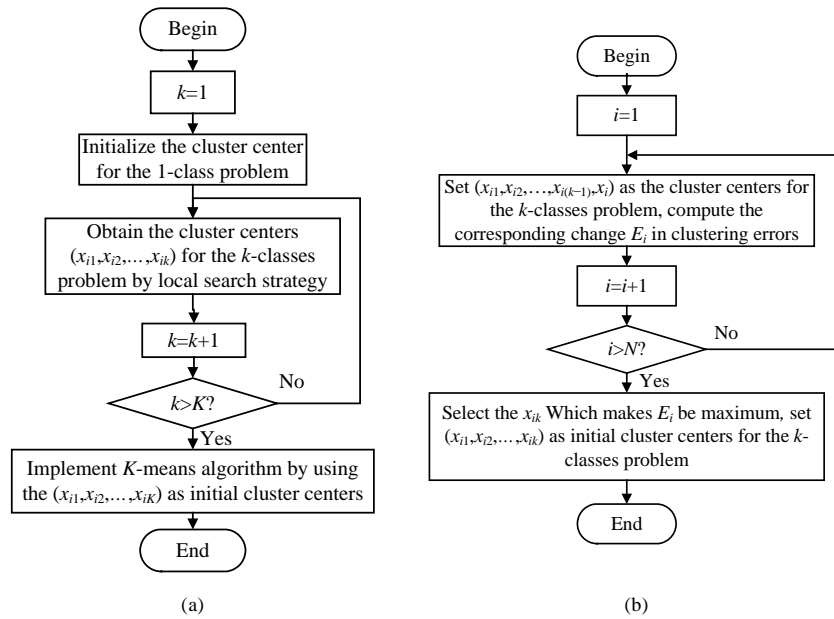 Begin
k=1
Initialize the cluster center
for the 1-class problem
Obtain the cluster centers
(xi1,xi2,...,xik) for the k-classes
problem by local search strategy
k=k+1
k>K?
No
Yes
Implement K-means algorithm by using
the (xi1,xi2,...,xiK) as initial cluster centers
End
(a)
Begin
i=1
Set (xi1,xi2,...,xi(k−1),xi) as the cluster centers for
the k-classes problem, compute the
corresponding change Ei in clustering errors
i=i+1
i>N?
No
Yes
Select the xik Which makes Ei be maximum, set
(xi1,xi2,...,xik) as initial cluster centers for the k-
classes problem
End
(b)